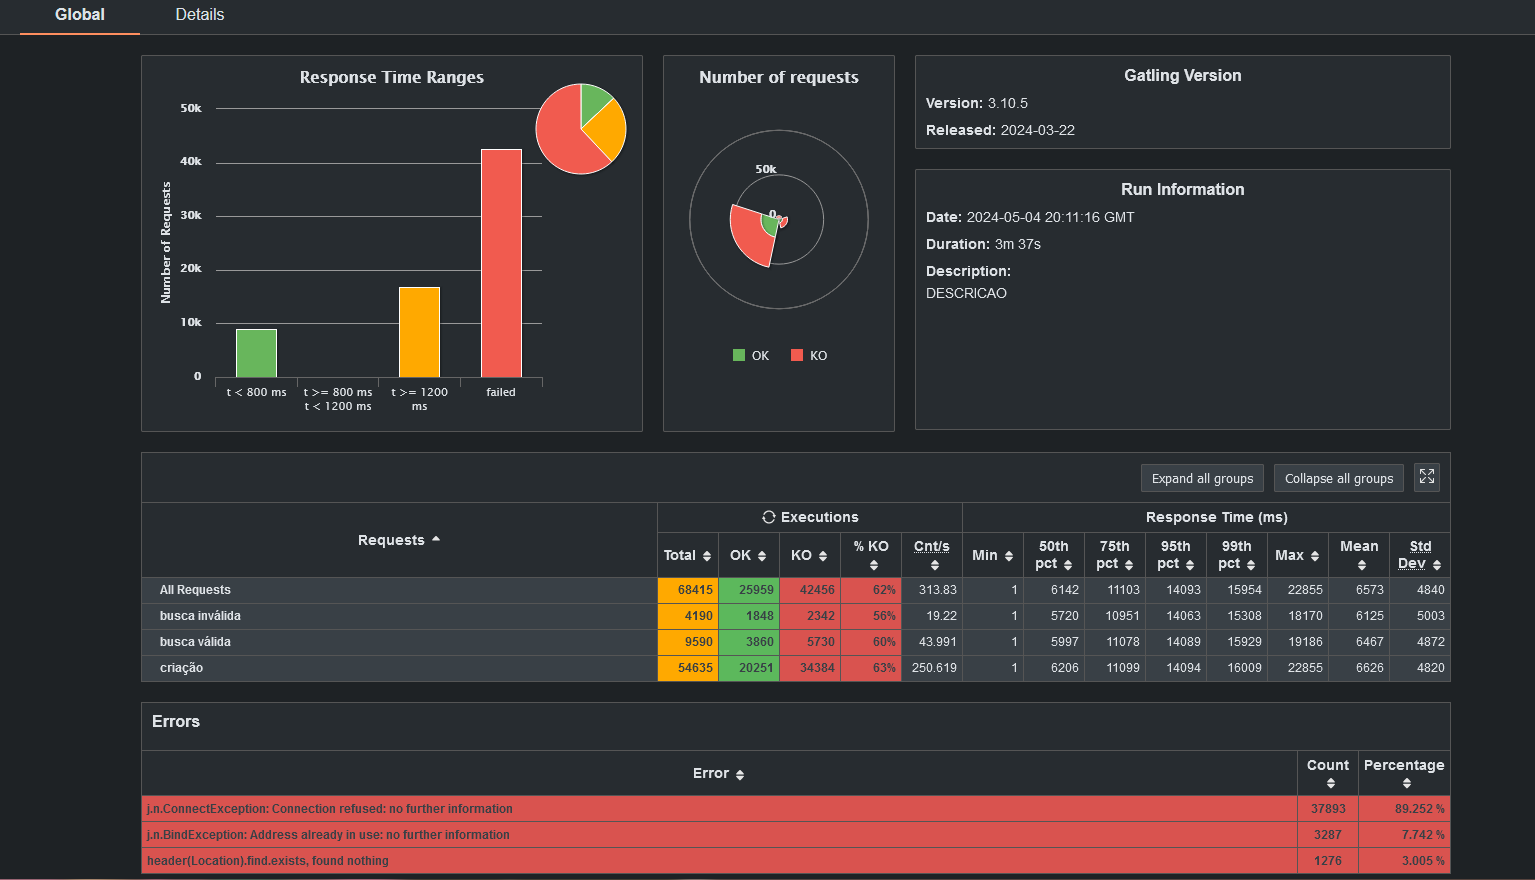 Global
Details
Response Time Ranges
50k
40k
30k
20k
10k
0
Number of Requests
t < 800 ms
t >= 800 ms
t < 1200 ms
t >= 1200
ms
failed
Number of requests
50k
0
OK
KO
Gatling Version
Version: 3.10.5
Released: 2024-03-22
Run Information
Date: 2024-05-04 20:11:16 GMT
Duration: 3m 37s
Description:
DESCRICAO
Expand all groups
Collapse all groups
Requests
Executions
Response Time (ms)
Total OK KO % KO Cnt/s Min 50th pct 75th pct 95th pct 99th pct Max Mean Std Dev
All Requests 68415 25959 42456 62% 313.83 1 6142 11103 14093 15954 22855 6573 4840
busca inválida 4190 1848 2342 56% 19.22 1 5720 10951 14063 15308 18170 6125 5003
busca válida 9590 3860 5730 60% 43.991 1 5997 11078 14089 15929 19186 6467 4872
criação 54635 20251 34384 63% 250.619 1 6206 11099 14094 16009 22855 6626 4820
Errors
Error Count Percentage
j.n.ConnectException: Connection refused: no further information 37893 89.252 %
j.n.BindException: Address already in use: no further information 3287 7.742 %
header(Location).find.exists, found nothing 1276 3.005 %